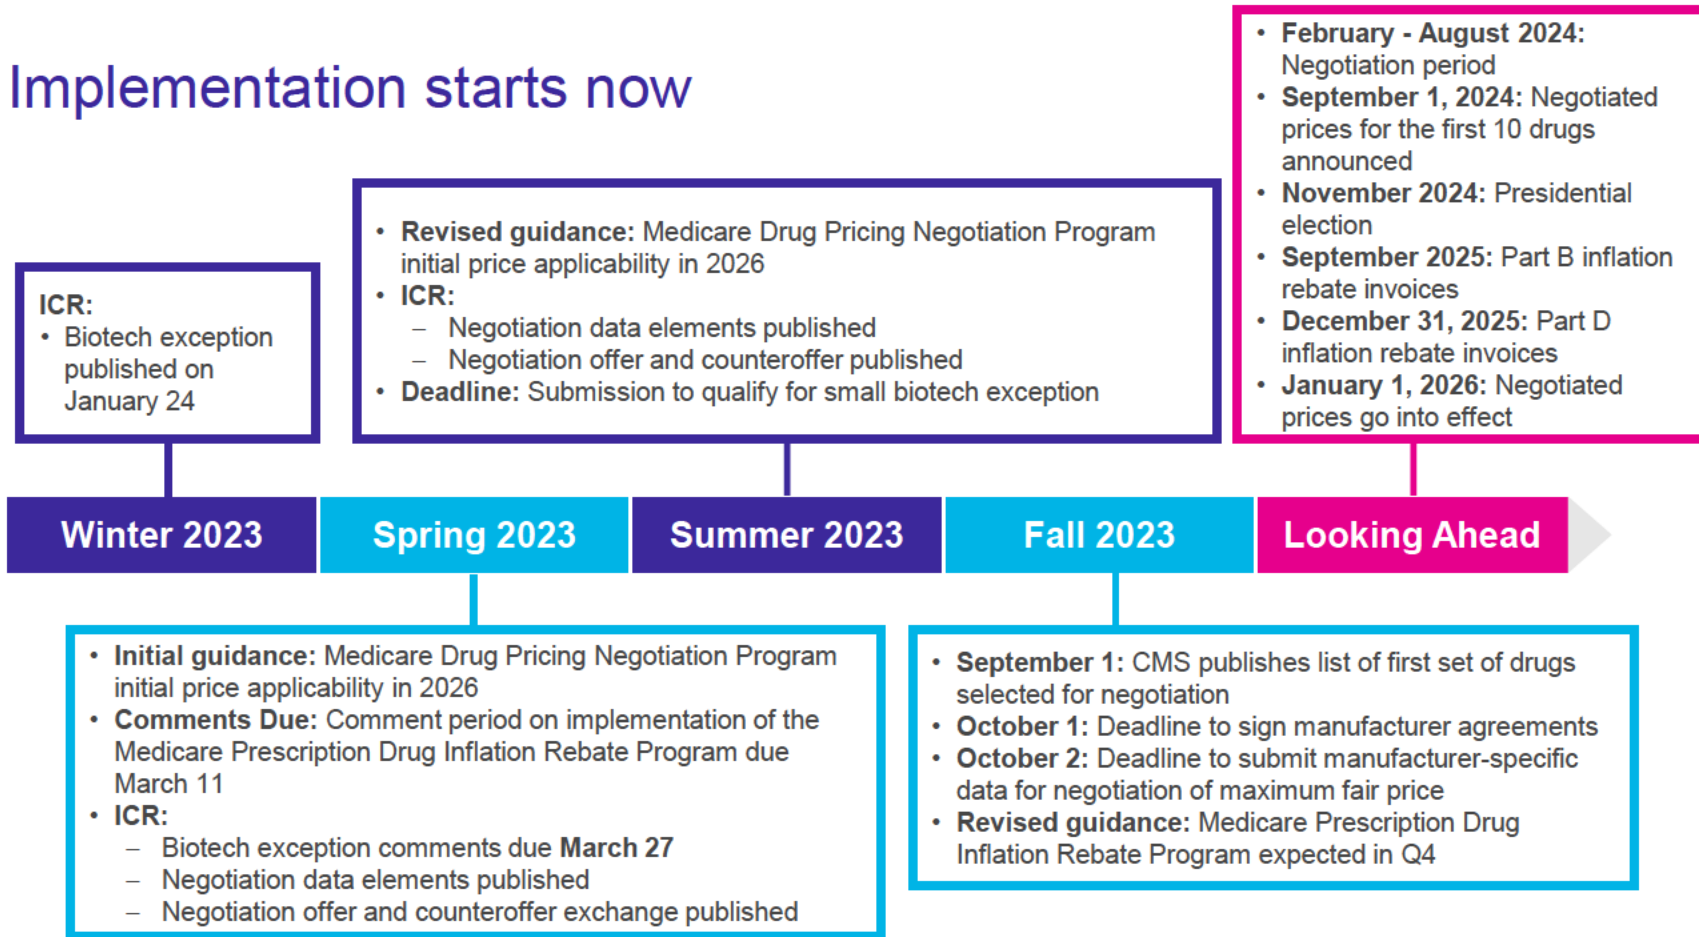 Implementation starts now
ICR:
• Biotech exception
published on
January 24
• Revised guidance: Medicare Drug Pricing Negotiation Program
initial price applicability in 2026
• ICR:
– Negotiation data elements published
– Negotiation offer and counteroffer published
• Deadline: Submission to qualify for small biotech exception
• February - August 2024:
Negotiation period
• September 1, 2024: Negotiated
prices for the first 10 drugs
announced
• November 2024: Presidential
election
• September 2025: Part B inflation
rebate invoices
• December 31, 2025: Part D
inflation rebate invoices
• January 1, 2026: Negotiated
prices go into effect
Winter 2023
Spring 2023
Summer 2023
Fall 2023
Looking Ahead
• Initial guidance: Medicare Drug Pricing Negotiation Program
initial price applicability in 2026
• Comments Due: Comment period on implementation of the
Medicare Prescription Drug Inflation Rebate Program due
March 11
• ICR:
– Biotech exception comments due March 27
– Negotiation data elements published
– Negotiation offer and counteroffer exchange published
• September 1: CMS publishes list of first set of drugs
selected for negotiation
• October 1: Deadline to sign manufacturer agreements
• October 2: Deadline to submit manufacturer-specific
data for negotiation of maximum fair price
• Revised guidance: Medicare Prescription Drug
Inflation Rebate Program expected in Q4